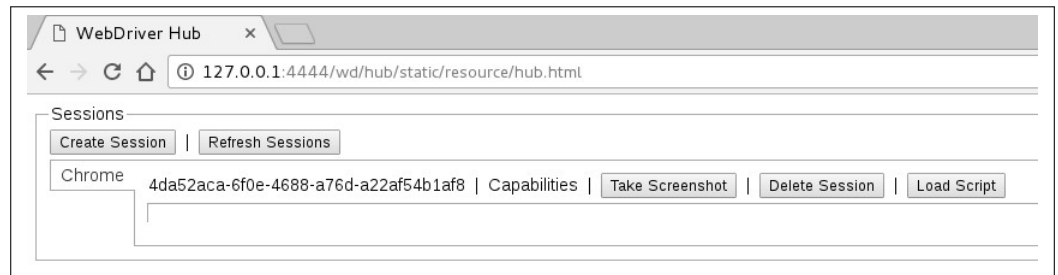 WebDriver Hub
127.0.0.1:4444/wd/hub/static/resource/hub.html
Sessions
Create Session | Refresh Sessions
Chrome
4da52aca-6f0e-4688-a76d-a22af54b1af8 | Capabilities | Take Screenshot | Delete Session | Load Script